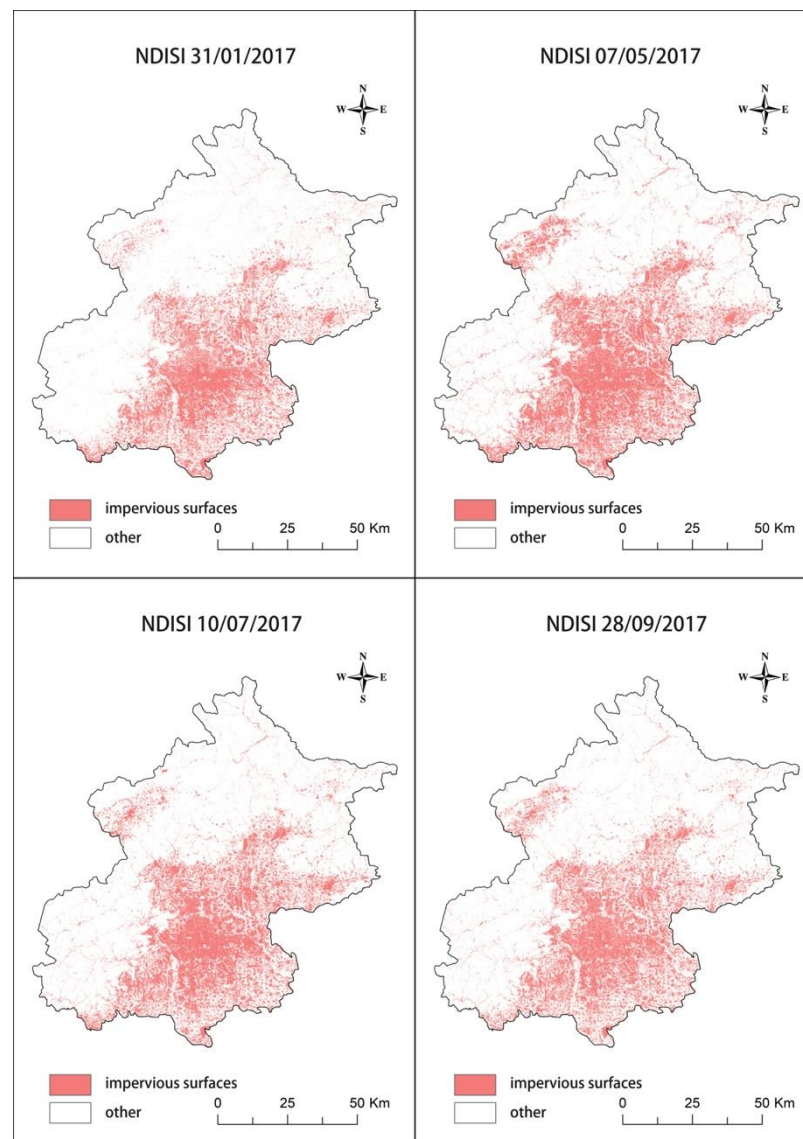 NDISI 31/01/2017
N
W E
S
impervious surfaces
other
0 25 50 Km
NDISI 07/05/2017
N
W E
S
impervious surfaces
other
0 25 50 Km
NDISI 10/07/2017
N
W E
S
impervious surfaces
other
0 25 50 Km
NDISI 28/09/2017
N
W E
S
impervious surfaces
other
0 25 50 Km